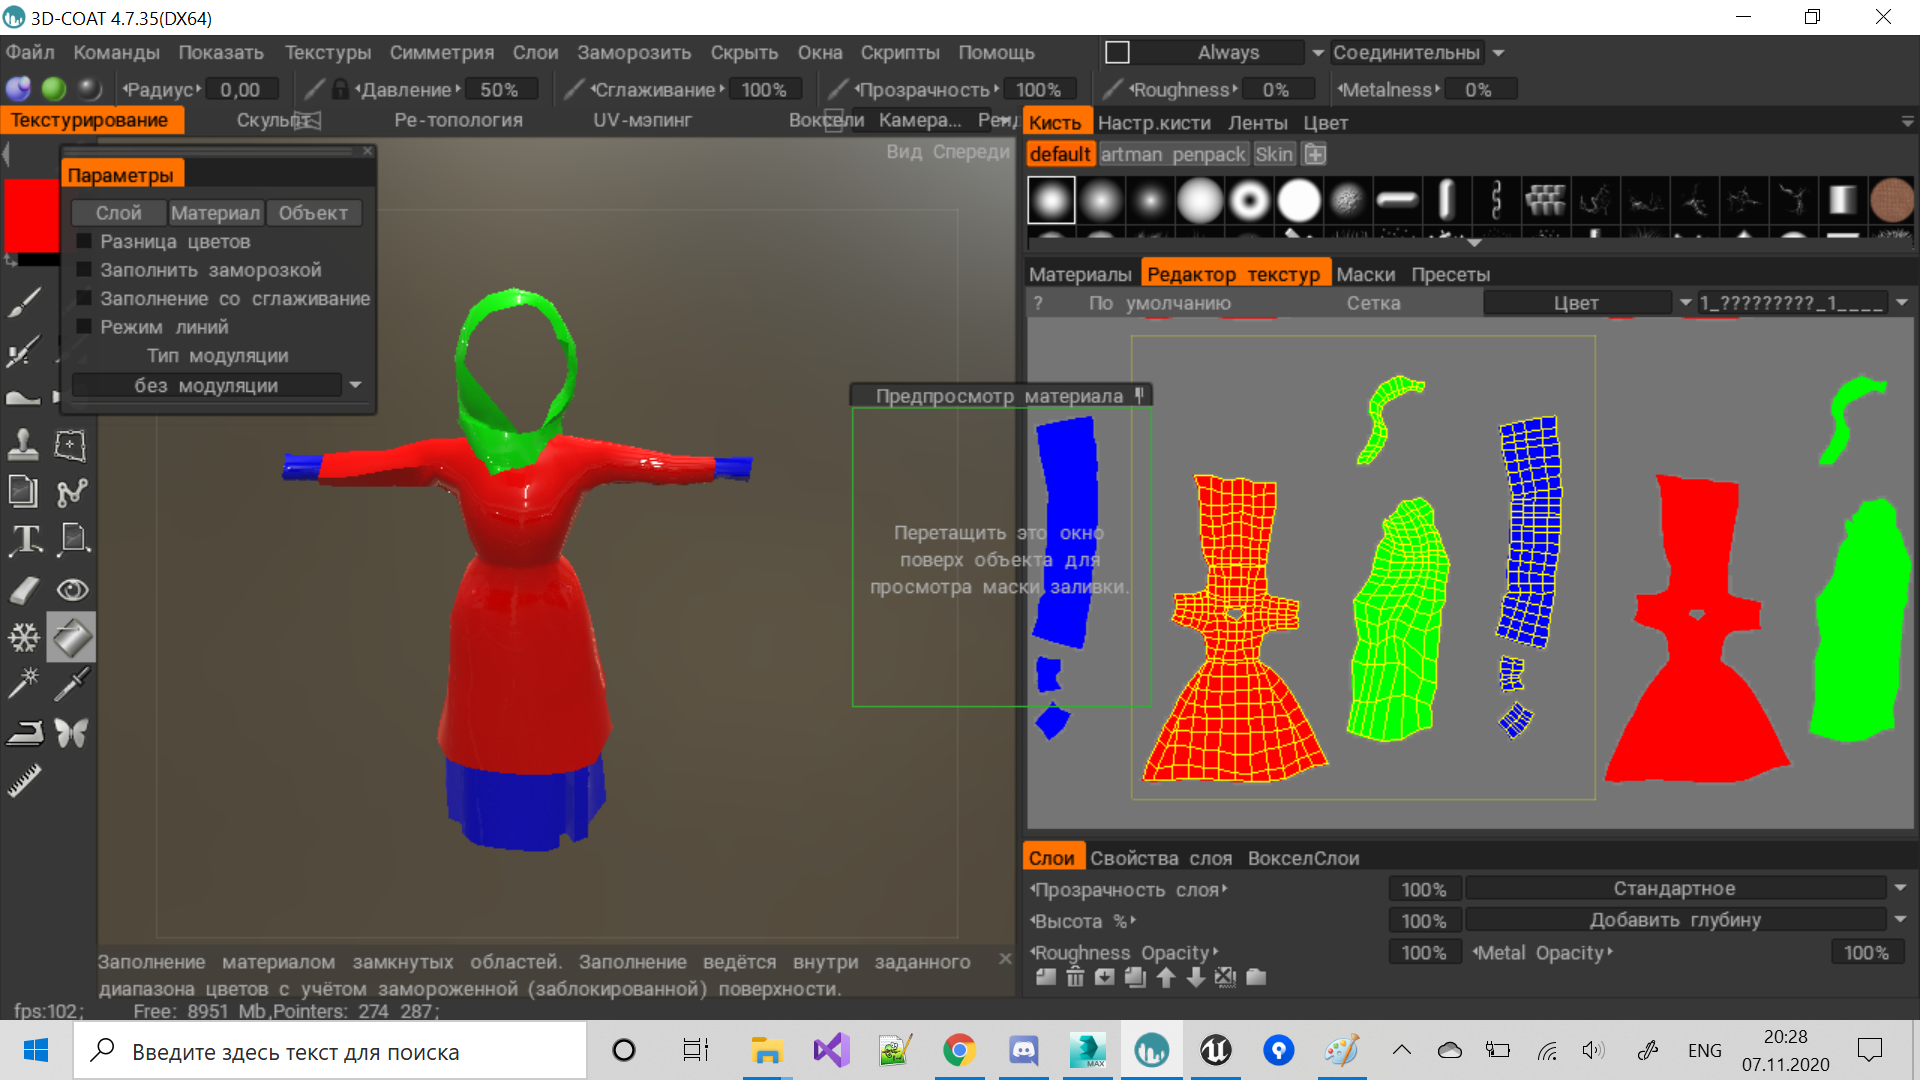 3D-COAT 4.7.35(DX64)
Файл Команды Показать Текстуры Симметрия Слои Заморозить Скрыть Окна Скрипты Помощь Always Соединительны
Радиус 0,00 Давление 50% Сглаживание 100% Прозрачность 100% Roughness 0% Metalness 0%
Текстурирование Скульпт Ре-топология UV-мэпинг Воксели Камера... Ренд
Кисть Настр.кисти Ленты Цвет
Вид Спереди
default artman penpack Skin
Параметры
Слой Материал Объект
Разница цветов
Заполнить заморозкой
Заполнение со сглаживание
Режим линий
Тип модуляции
без модуляции
Материалы Редактор текстур Маски Пресеты
? По умолчанию Сетка Цвет 1_?????????_1____
Предпросмотр материала
Перетащить это окно
поверх объекта для
просмотра маски заливки.
Слои Свойства слоя ВокселСлои
Прозрачность слоя 100% Стандартное
Высота % 100% Добавить глубину
Roughness Opacity 100% Metal Opacity 100%
Заполнение материалом замкнутых областей. Заполнение ведётся внутри заданного
диапазона цветов с учётом замороженной (заблокированной) поверхности.
fps:102; Free: 8951 Mb,Pointers: 274 287;
Введите здесь текст для поиска
MAX
ENG
20:28
07.11.2020